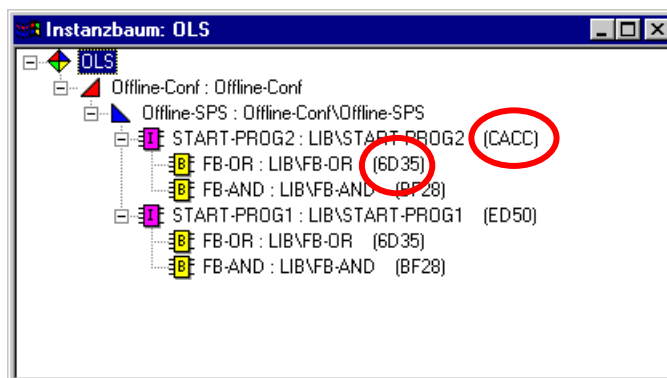 Instanzbaum: OLS
OLS
Offline-Conf : Offline-Conf
Offline-SPS : Offline-Conf\Offline-SPS
I START-PROG2 : LIB\START-PROG2 (CACC)
B FB-OR : LIB\FB-OR (6D35)
B FB-AND : LIB\FB-AND (BF28)
I START-PROG1 : LIB\START-PROG1 (ED50)
B FB-OR : LIB\FB-OR (6D35)
B FB-AND : LIB\FB-AND (BF28)